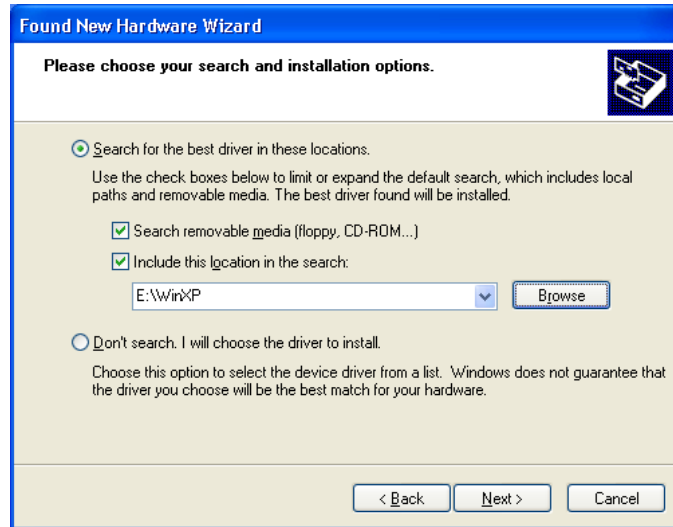 Found New Hardware Wizard
Please choose your search and installation options.
Search for the best driver in these locations.
Use the check boxes below to limit or expand the default search, which includes local
paths and removable media. The best driver found will be installed.
Search removable media (floppy, CD-ROM...)
Include this location in the search:
E:\WinXP
Browse
Don't search. I will choose the driver to install.
Choose this option to select the device driver from a list. Windows does not guarantee that
the driver you choose will be the best match for your hardware.
< Back Next > Cancel